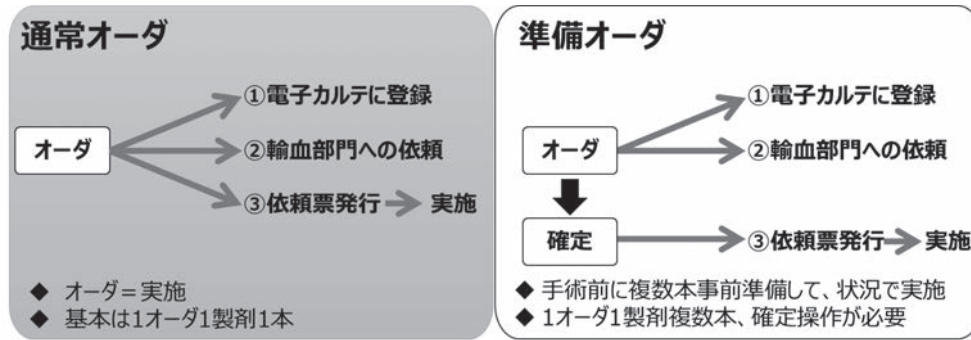 通常オーダ
①電子カルテに登録
オーダ
②輸血部門への依頼
③依頼票発行 実施
◆ オーダ＝実施
◆ 基本は1オーダ1製剤1本
準備オーダ
①電子カルテに登録
オーダ
②輸血部門への依頼
確定
③依頼票発行 実施
◆ 手術前に複数本事前準備して、状況で実施
◆ 1オーダ1製剤複数本、確定操作が必要